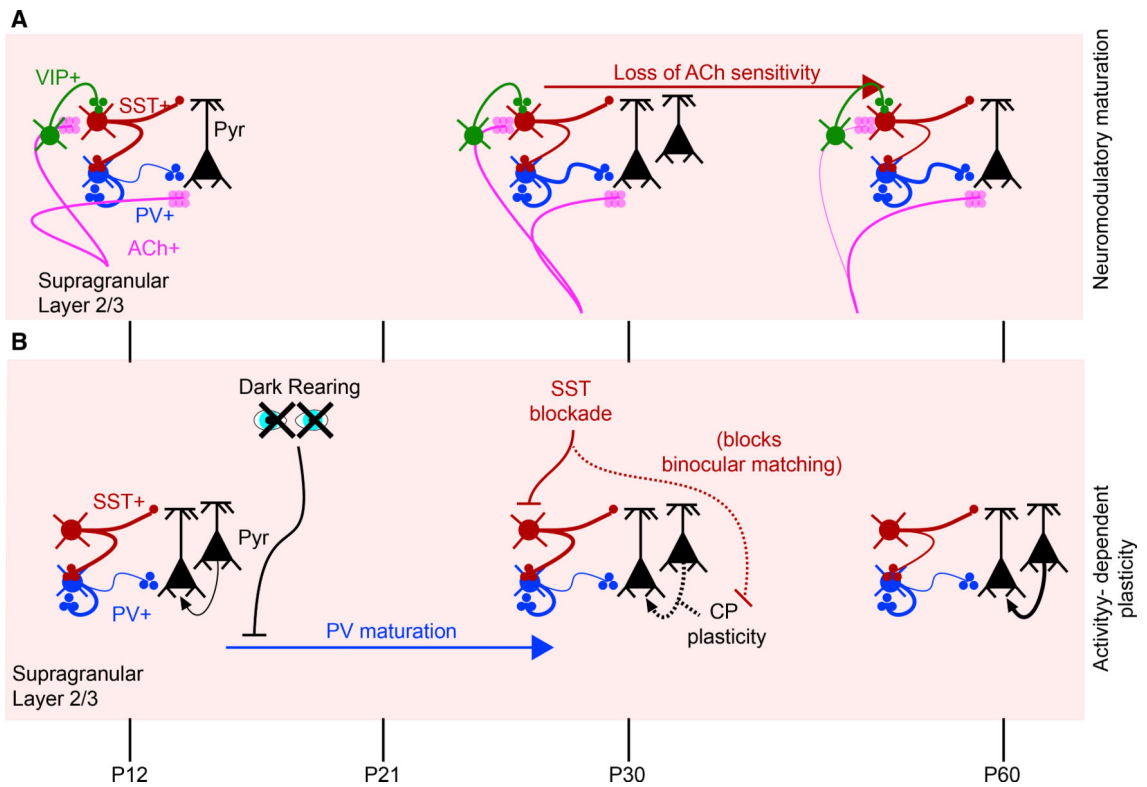 A
VIP+
SST+
Pyr
PV+
ACh+
Supragranular
Layer 2/3
Loss of ACh sensitivity
Neuromodulatory maturation
B
Dark Rearing
SST+
Pyr
PV+
PV maturation
Supragranular
Layer 2/3
SST
blockade
(blocks
binocular matching)
CP
plasticity
Activityy- dependent
plasticity
P12
P21
P30
P60